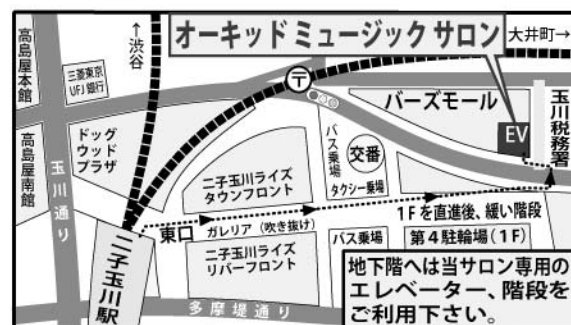 オーキッド ミュージック サロン
大井町→
↑渋谷
高島屋本館
三菱東京
UFJ 銀行
〒
バーズモール
EV
玉川税務署
高島屋南館
玉川通り
ドッグ
ウッド
プラザ
バス乗場
交番
タクシー乗場
二子玉川ライズ
タウンフロント
1Fを直進後、緩い階段
東口
ガレリア（吹き抜け）
二子玉川駅
二子玉川ライズ
リバーフロント
バス乗場
第4駐輪場（1F）
多摩堤通り
地下階へは当サロン専用の
エレベーター、階段を
ご利用下さい。